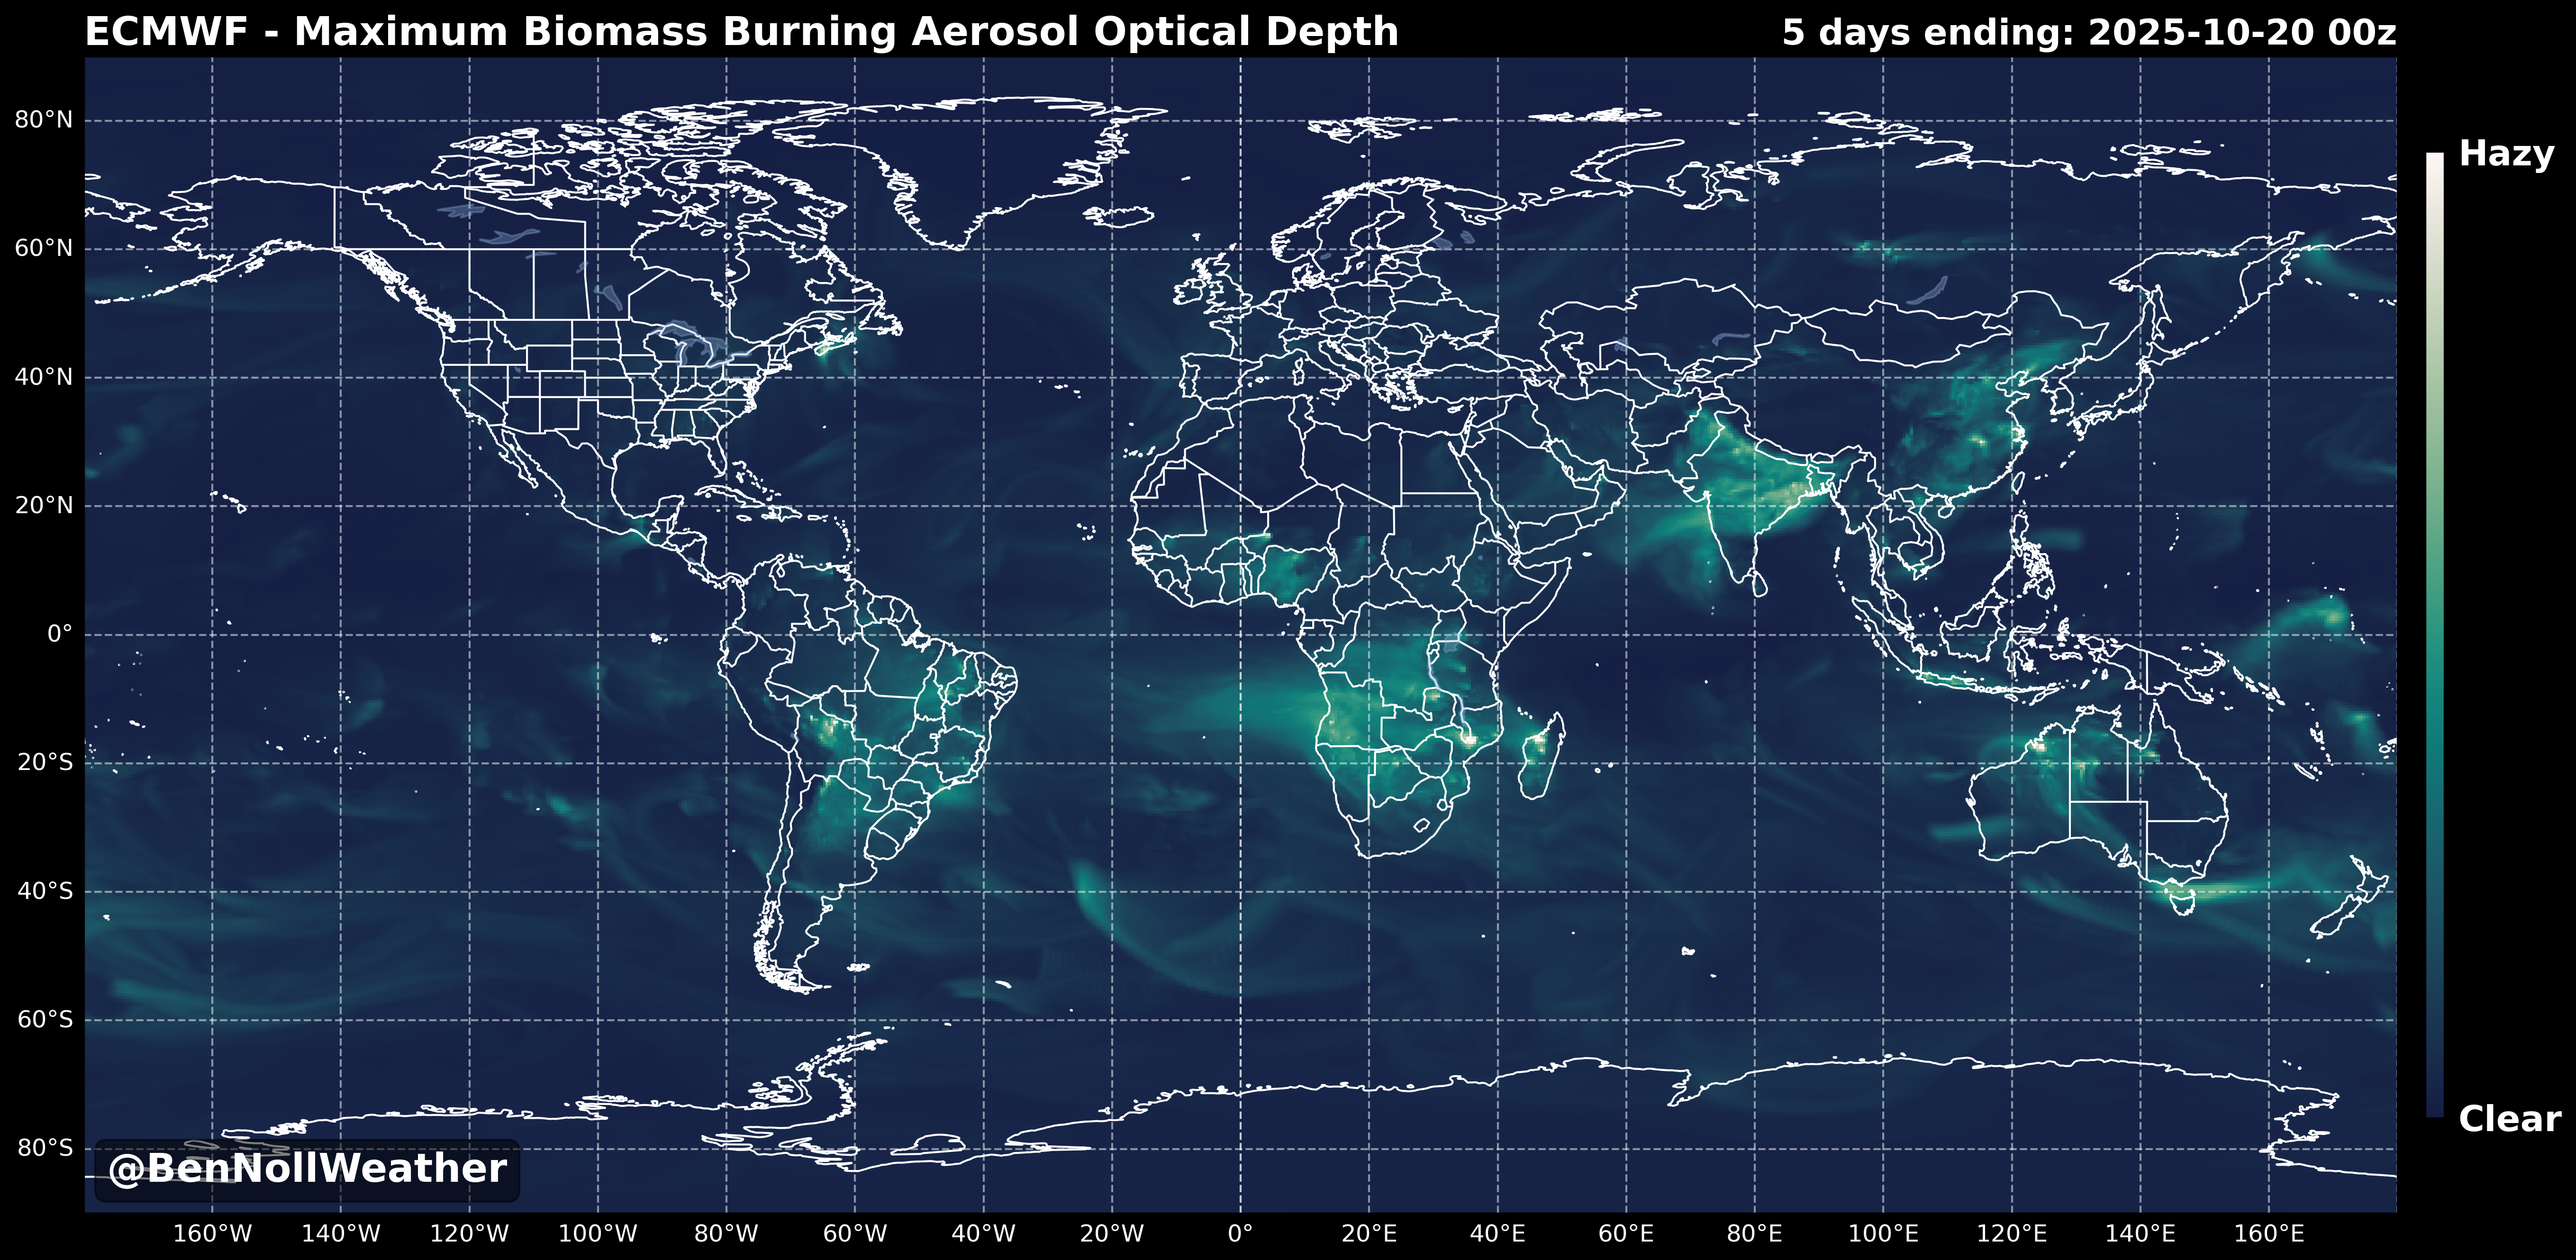 ECMWF - Maximum Biomass Burning Aerosol Optical Depth
5 days ending: 2025-10-20 00z
80°N
60°N
40°N
20°N
0°
20°S
40°S
60°S
80°S
Hazy
Clear
@BenNollWeather
160°W 140°W 120°W 100°W 80°W 60°W 40°W 20°W 0° 20°E 40°E 60°E 80°E 100°E 120°E 140°E 160°E